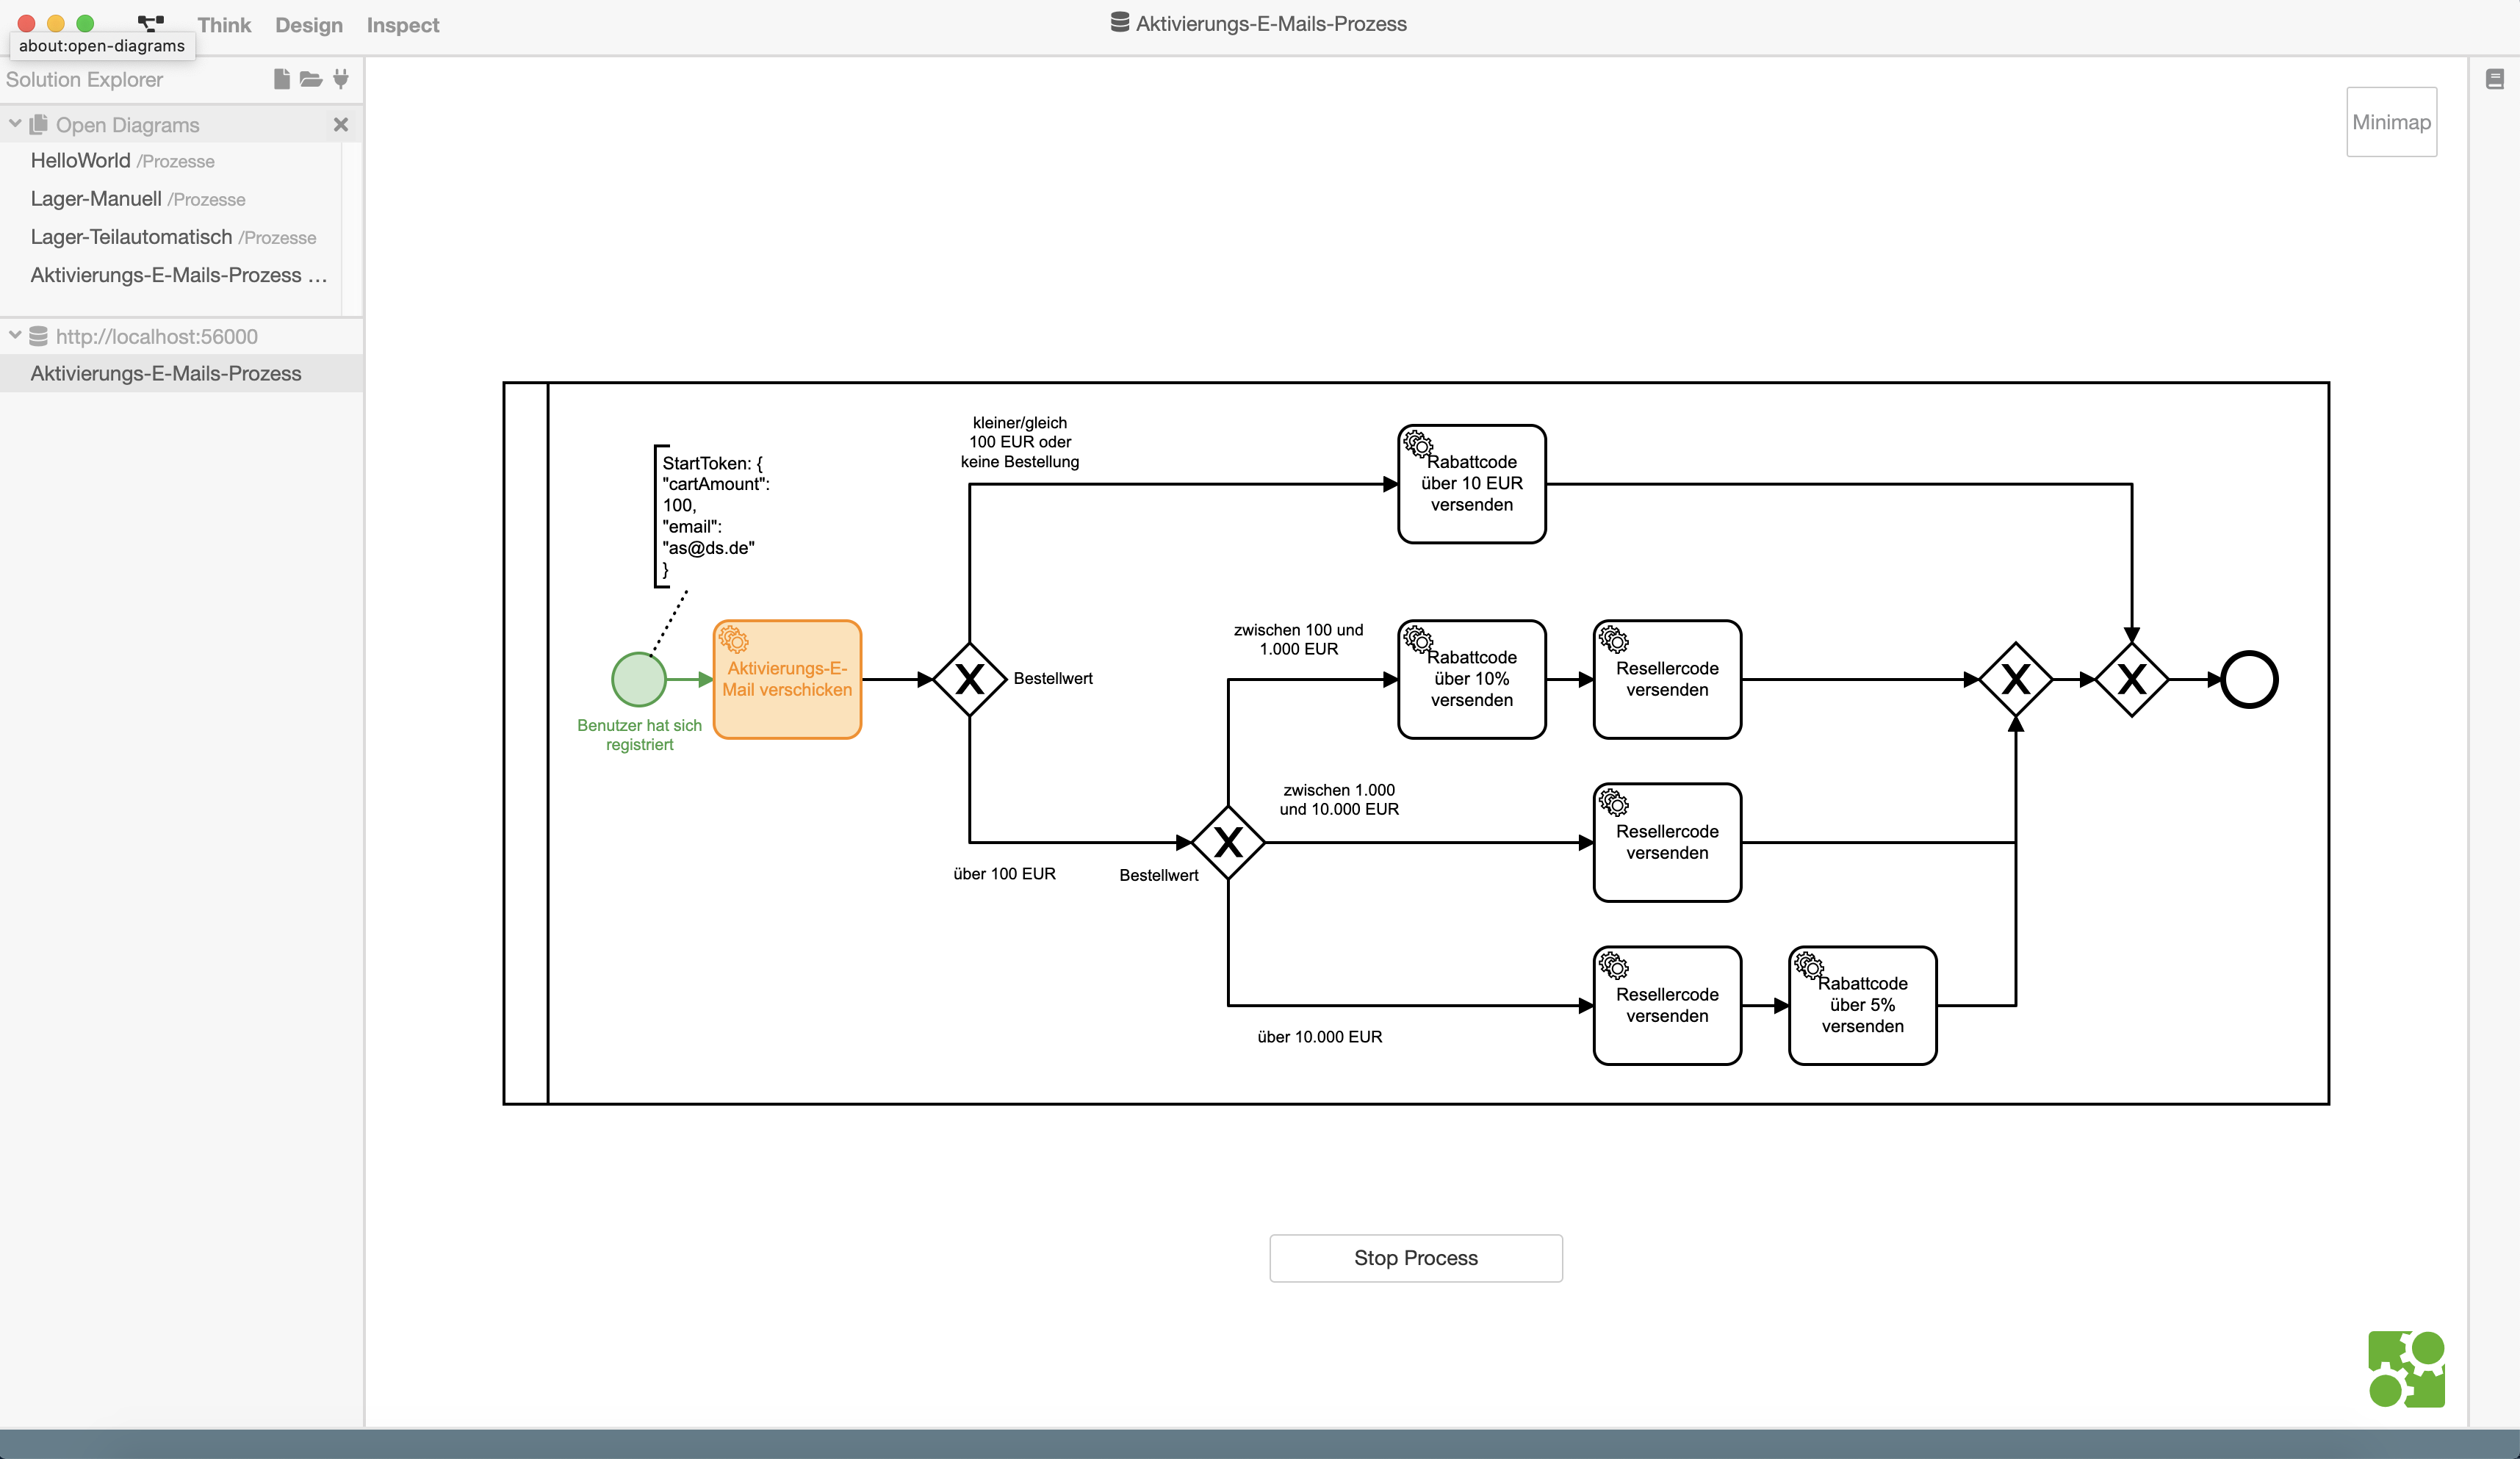 Think Design Inspect
Aktivierungs-E-Mails-Prozess
about:open-diagrams
Solution Explorer
Open Diagrams
HelloWorld /Prozesse
Lager-Manuell /Prozesse
Lager-Teilautomatisch /Prozesse
Aktivierungs-E-Mails-Prozess ...
http://localhost:56000
Aktivierungs-E-Mails-Prozess
Minimap
StartToken: {
"cartAmount":
100,
"email":
"as@ds.de"
}
Benutzer hat sich
registriert
Aktivierungs-E-
Mail verschicken
Bestellwert
kleiner/gleich
100 EUR oder
keine Bestellung
Rabattcode
über 10 EUR
versenden
über 100 EUR
Bestellwert
zwischen 100 und
1.000 EUR
Rabattcode
über 10%
versenden
Resellercode
versenden
zwischen 1.000
und 10.000 EUR
Resellercode
versenden
über 10.000 EUR
Resellercode
versenden
Rabattcode
über 5%
versenden
Stop Process